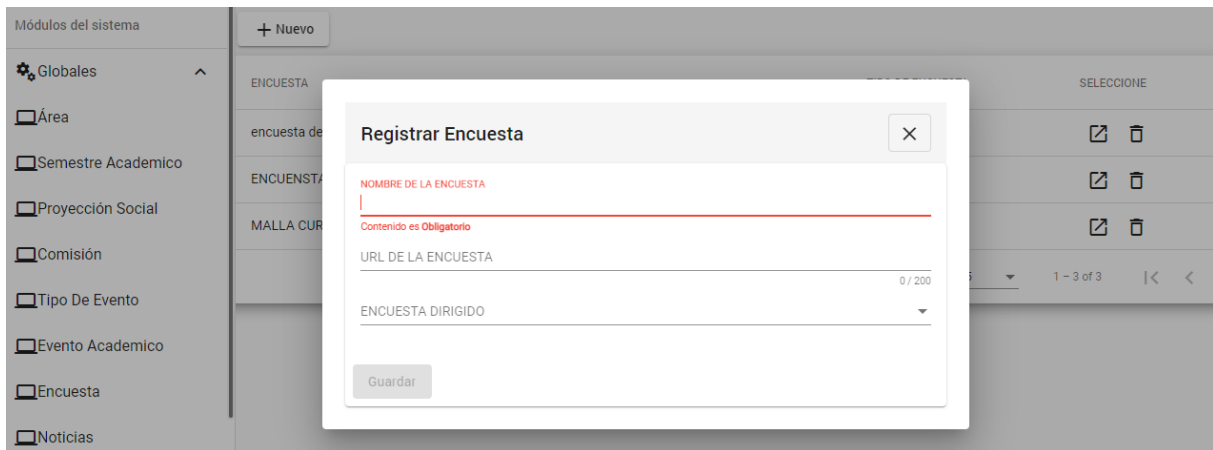 Módulos del sistema
+ Nuevo
Globales
ENCUESTA
SELECCIONE
Área
encuesta de
Semestre Academico
ENCUENSTA
Proyección Social
MALLA CUR
Comisión
1 – 3 of 3
Tipo De Evento
Evento Academico
Encuesta
Noticias
Registrar Encuesta
NOMBRE DE LA ENCUESTA
Contenido es Obligatorio
URL DE LA ENCUESTA
0 / 200
ENCUESTA DIRIGIDO
Guardar